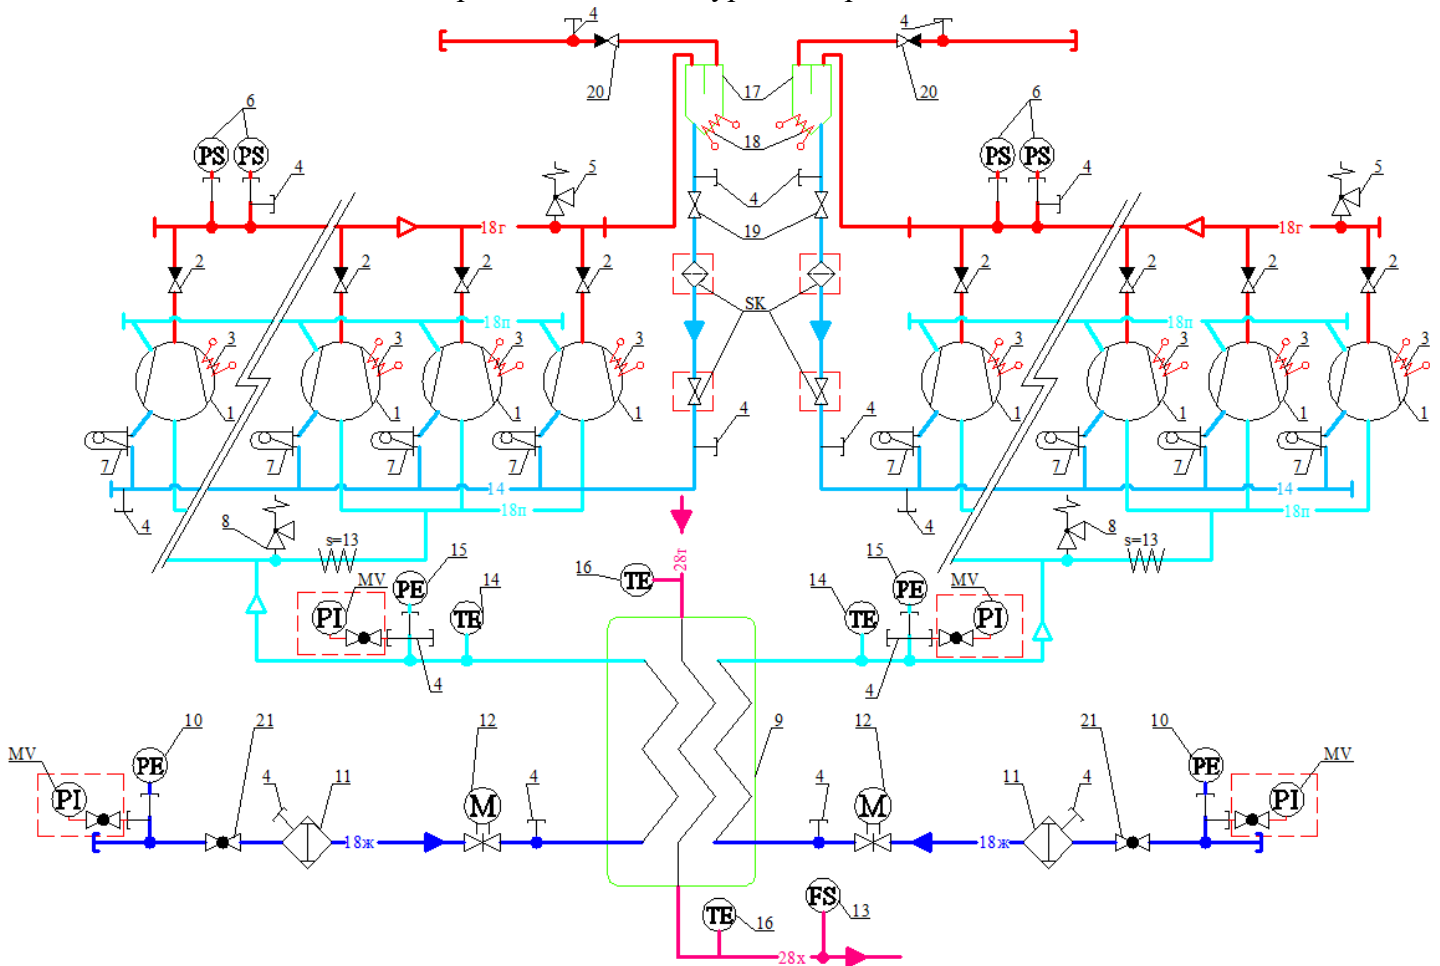 4 4
20 17 20
6 18 6
PS PS 4 5 4 PS PS 4 5
19
18г 18г
2 2 2 2 2 2 2 2
SK
18п 18п
3 3 3 3 3 3 3
1 1 1 1 1 1 1 1
4 4
7 7 7 7 7 7 7 7
14 14
4 18п 4 18п
8 s=13 15 28т 15 8 s=13
16 TE
MV PE 14 14 PE MV
PI TE TE PI
4 4
10 21 12 9 12 21 10
MV PE 4 11 4 4 11 4 PE MV
PI M M PI
18ж 18ж
TE 16 FS 13
28х